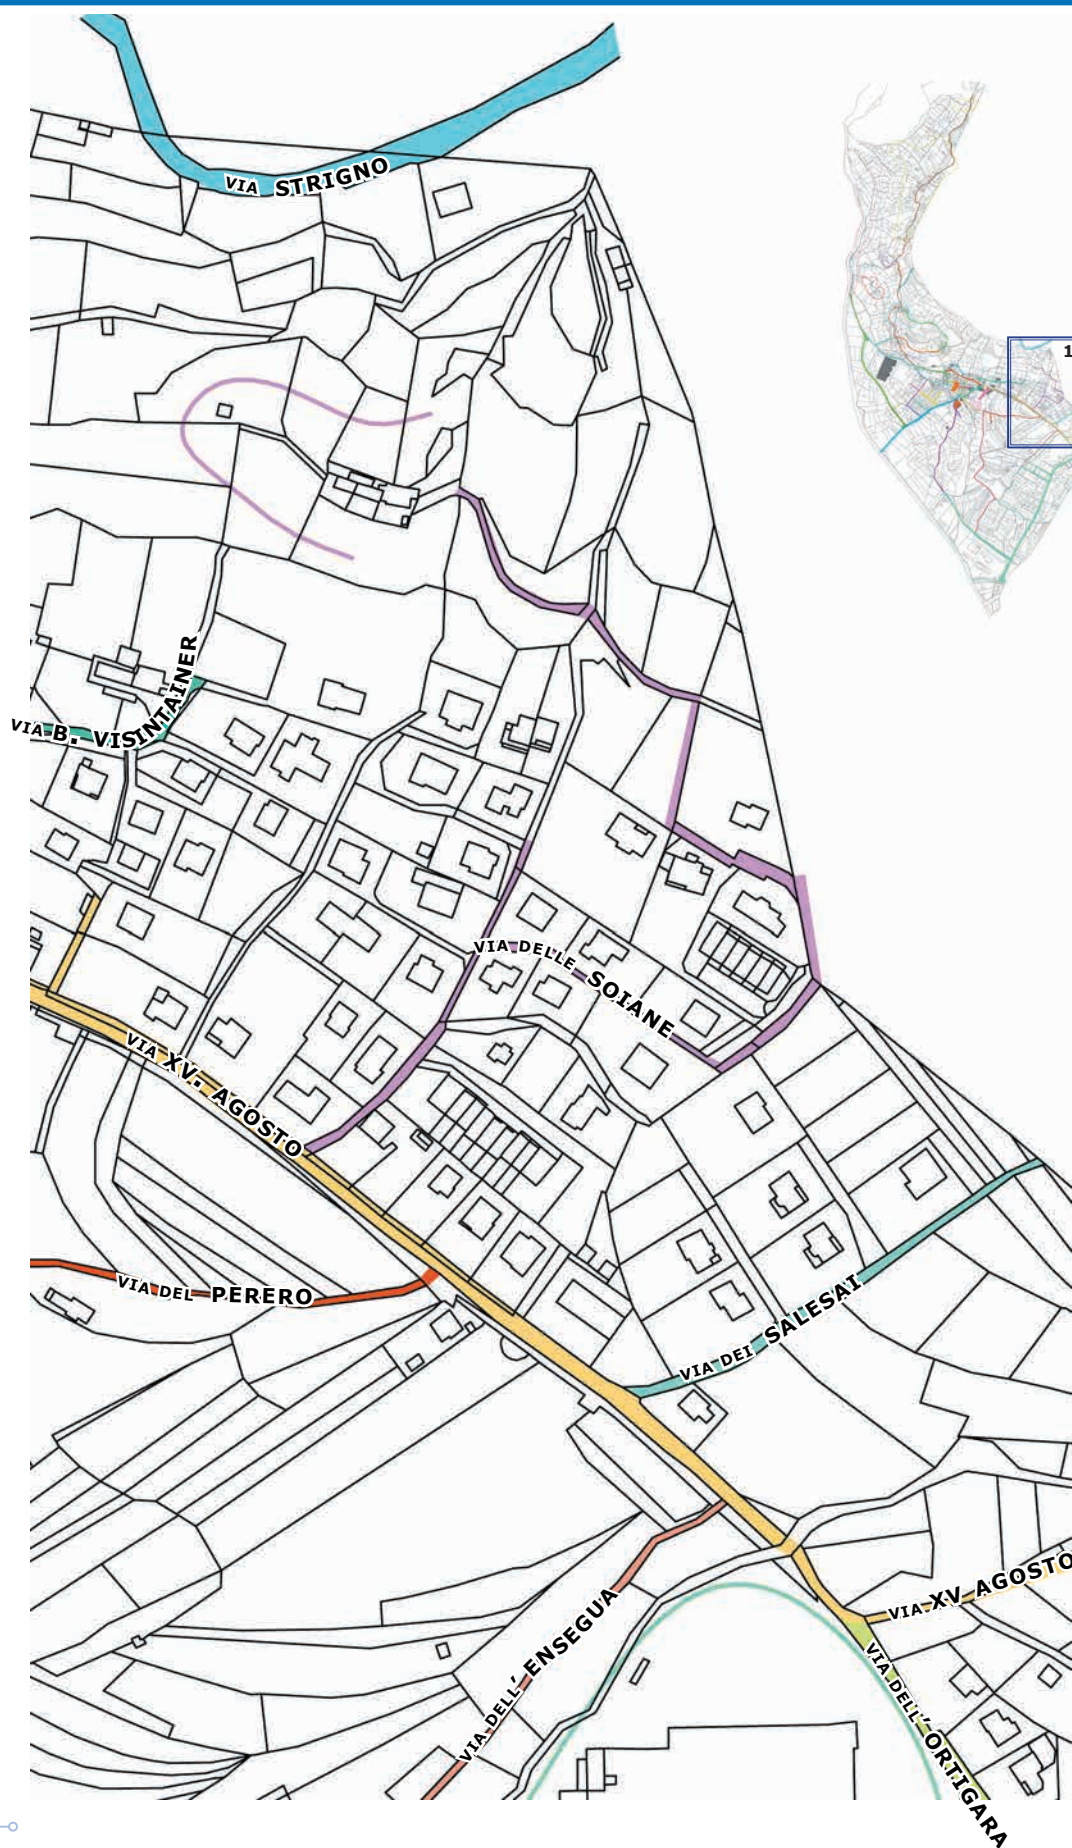 VIA STRIGNO
1
VIA B. VISINTAINER
VIA DELLE SOIANE
VIA XV. AGOSTO
VIA DEL PERERO
VIA DEI SALESAI
VIA XV AGOSTO
VIA DELL'ENSEGUA
VIA DELL'ORTIGARA